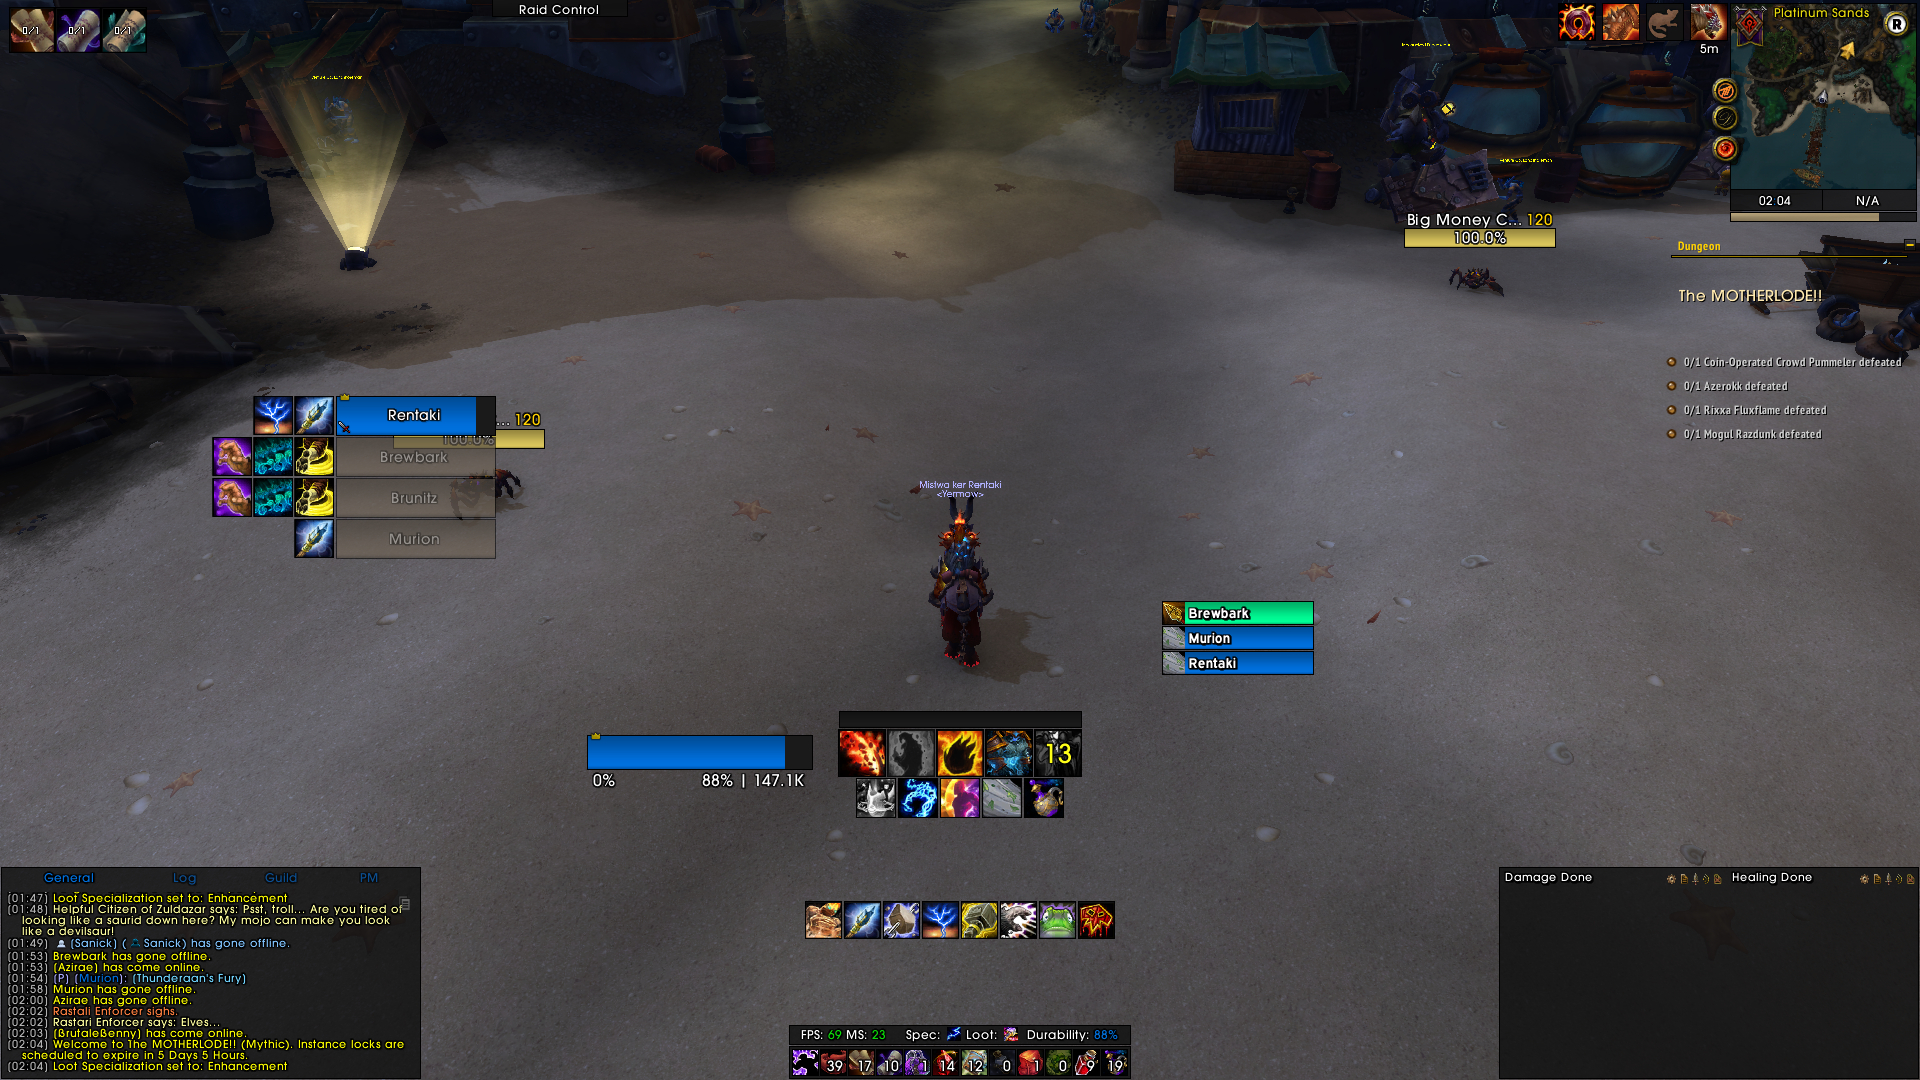 0/1 0/1 0/1
Raid Control
5m
Platinum Sands
R
02 04 N/A
Big Money C... 120
100.0%
Dungeon
The MOTHERLODE!!
0/1 Coin-Operated Crowd Pummeler defeated
0/1 Azerokk defeated
0/1 Rixxa Fluxflame defeated
0/1 Mogul Razdunk defeated
Rentaki
... 120
100.0%
Brewbark
Brunitz
Murion
Mistwalker Rentaki
<Yermow>
Brewbark
Murion
Rentaki
13
0% 88% | 147.1K
General Log Guild PM
[01:47] Loot Specialization set to: Enhancement
[01:48] Helpful Citizen of Zuldazar says: Psst, troll... Are you tired of
looking like a saurid down here? My mojo can make you look
like a devilsaur!
[01:49] (Sanick) ( Sanick) has gone offline.
[01:53] Brewbark has gone offline.
[01:53] [Azirae] has come online.
[01:54] [P] [Murion]: [Thunderaan's Fury]
[01:58] Murion has gone offline.
[02:00] Azirae has gone offline.
[02:02] Rastari Enforcer sighs.
[02:02] Rastari Enforcer says: Elves...
[02:03] [BrutaleBenny] has come online.
[02:04] Welcome to The MOTHERLODE!! (Mythic). Instance locks are
scheduled to expire in 5 Days 5 Hours.
[02:04] Loot Specialization set to: Enhancement
Damage Done Healing Done
FPS: 69 MS: 23 Spec: Loot: Durability: 88%
39 17 10 1 14 12 0 1 0 9 19